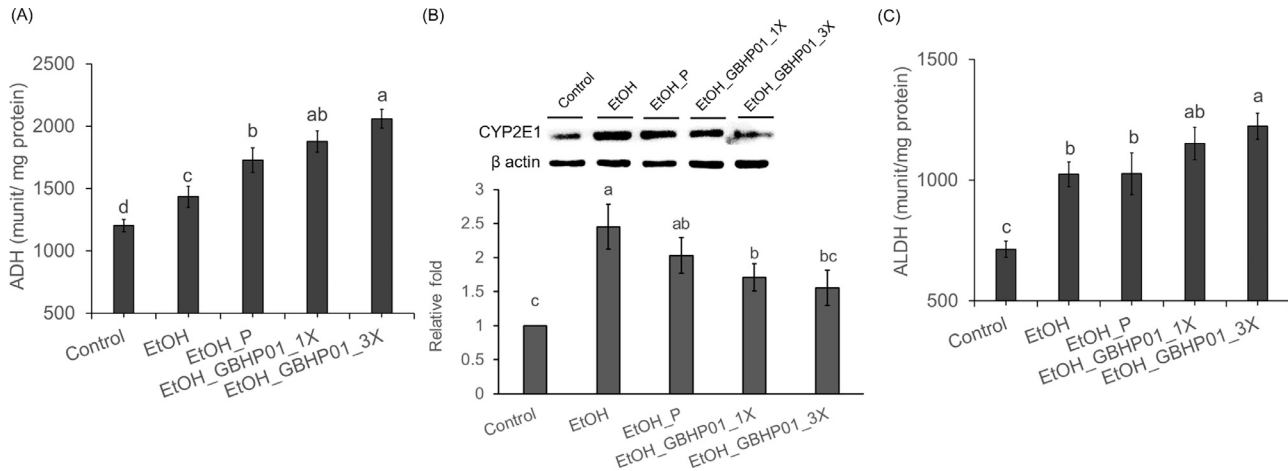 (A)
ADH (munit/ mg protein)
2500
2000
1500
1000
500
d
c
b
ab
a
Control
EtOH
EtOH_P
EtOH_GBHP01_1X
EtOH_GBHP01_3X
(B)
Control
EtOH
EtOH_P
EtOH_GBHP01_1X
EtOH_GBHP01_3X
CYP2E1
β actin
Relative fold
3
2.5
2
1.5
1
0.5
0
c
a
ab
b
bc
Control
EtOH
EtOH_P
EtOH_GBHP01_1X
EtOH_GBHP01_3X
(C)
ALDH (munit/mg protein)
1500
1000
500
c
b
b
ab
a
Control
EtOH
EtOH_P
EtOH_GBHP01_1X
EtOH_GBHP01_3X